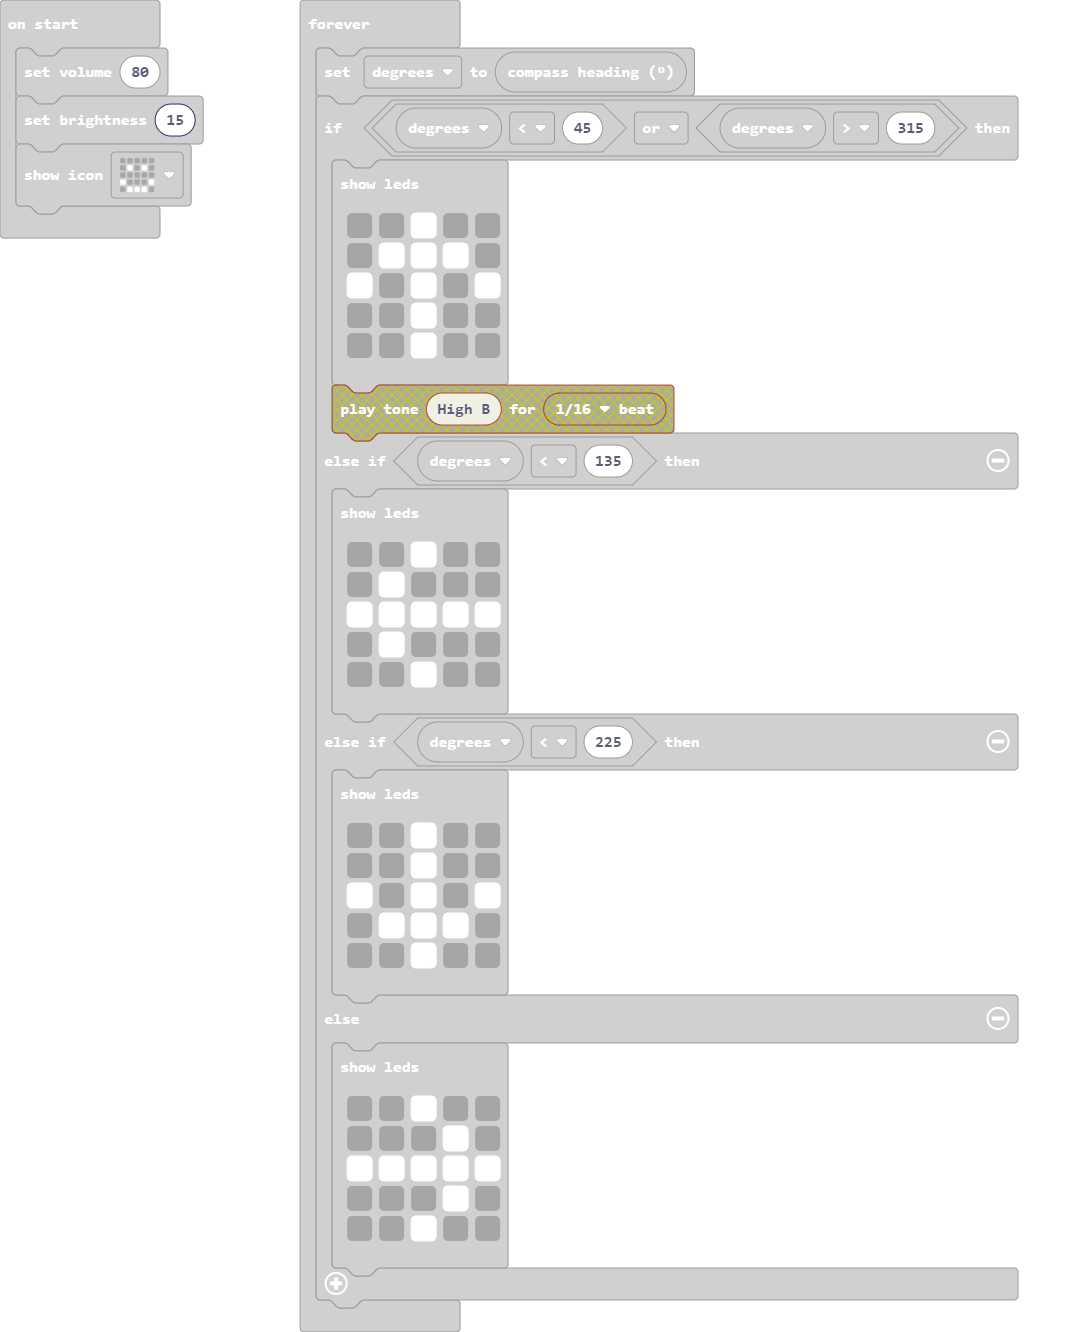 on start
set volume 80
set brightness 15
show icon
forever
set degrees to compass heading (°)
if degrees < 45 or degrees > 315 then
show leds
play tone High B for 1/16 beat
else if degrees < 135 then
show leds
else if degrees < 225 then
show leds
else
show leds